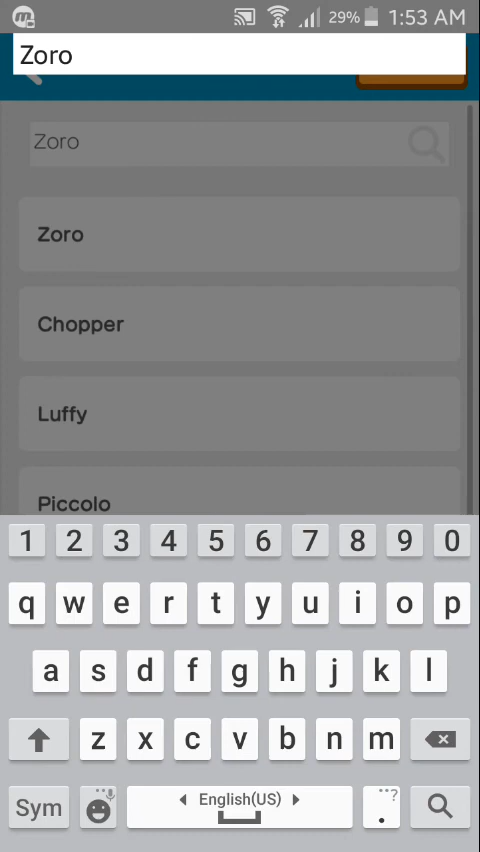 29% 1:53 AM
Zoro
Zoro
Zoro
Chopper
Luffy
Piccolo
1 2 3 4 5 6 7 8 9 0
q w e r t y u i o p
a s d f g h j k l
z x c v b n m
Sym English(US) . ?